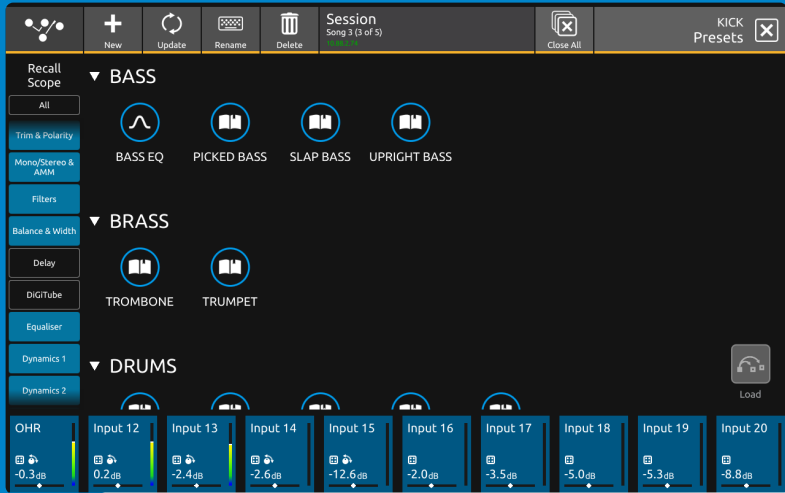 New
Update
Rename
Delete
Session
Song 3 (3 of 5)
10.88.2.74
Close All
KICK
Presets
Recall
Scope
All
Trim & Polarity
Mono/Stereo &
AMM
Filters
Balance & Width
Delay
DiGiTube
Equaliser
Dynamics 1
Dynamics 2
BASS
BASS EQ PICKED BASS SLAP BASS UPRIGHT BASS
BRASS
TROMBONE TRUMPET
DRUMS
Load
OHR Input 12 Input 13 Input 14 Input 15 Input 16 Input 17 Input 18 Input 19 Input 20
-0.3dB 0.2dB -2.4dB -2.6dB -12.6dB -2.0dB -3.5dB -5.0dB -5.3dB -8.8dB